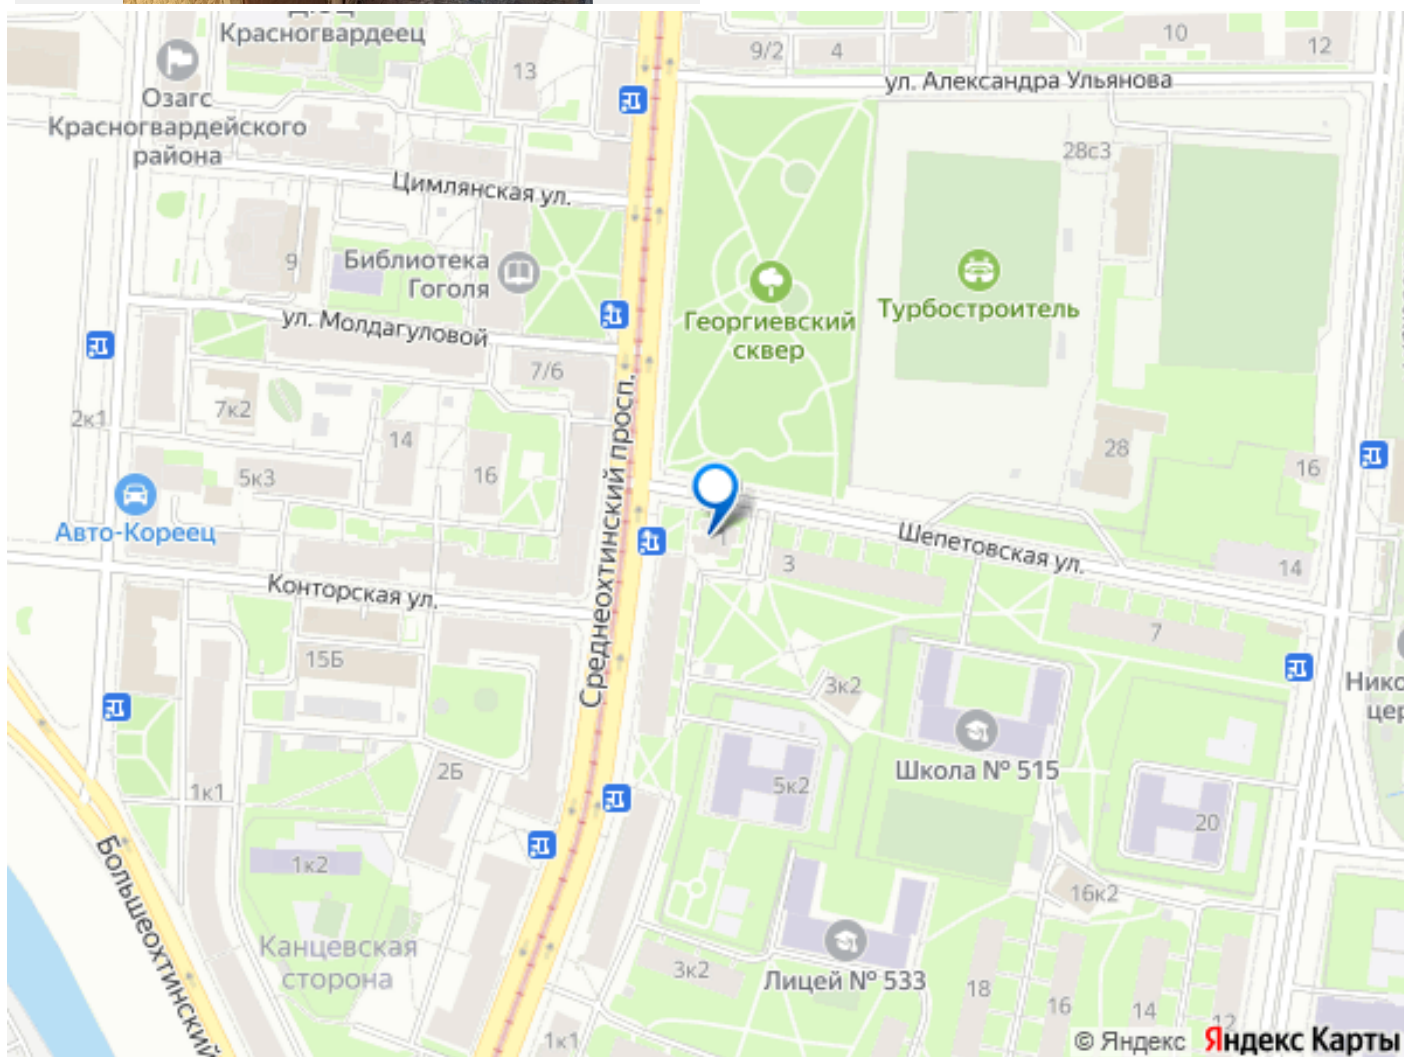 Красногвардеец
9/2
4
10
12
13
ул. Александра Ульянова
Озагс
Красногвардейского
района
28с3
Цимлянская ул.
9
Библиотека
Гоголя
Турбостроитель
Георгиевский
сквер
ул. Молдагуловой
7/6
7к2
2к1
14
16
28
16
5к3
Среднеохтинский просп.
Авто-Кореец
Шепетовская ул.
1
3
14
Конторская ул.
7
15Б
3к2
Школа № 515
2Б
1к1
5к2
20
Большеохтинский
1к2
16к2
Канцевская
сторона
3к2
Лицей № 533
18
16
14
12
1к1
© Яндекс
Яндекс Карты